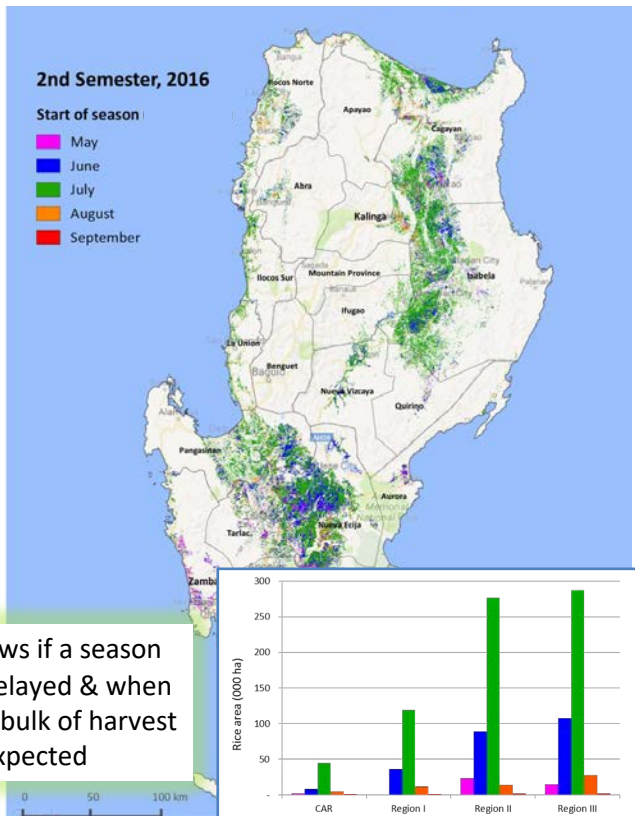 2nd Semester, 2016
Start of season
May
June
July
August
September
Ilocos Norte
Apayao
Cagayan
Abra
Kalinga
Ilocos Sur
Mountain Province
Isabela
Ifugao
La Union
Benguet
Baguio
Nueva Vizcaya
Quirino
Pangasinan
Aurora
Tarlac
Nueva Ecija
ws if a season
elayed & when
bulk of harvest
xpected
0 50 100 km
Rice area (000 ha)
300
250
200
150
100
50
-
CAR Region I Region II Region III